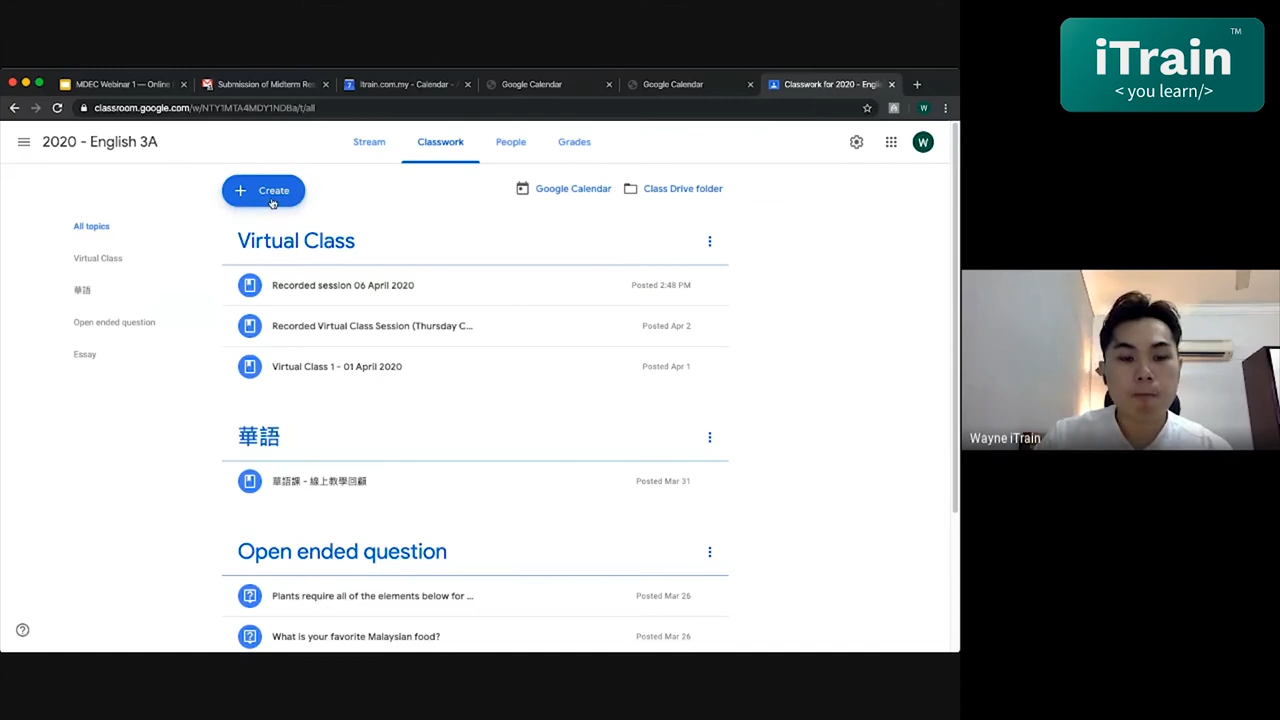 iTrain TM
< you learn/>
MDEC Webinar 1 — Online
Submission of Midterm Re
itrain.com.my - Calendar -
Google Calendar
Google Calendar
Classwork for 2020 - Engli
classroom.google.com/w/NTY1MTA4MDY1NDBa/t/all
W
2020 - English 3A
Stream
Classwork
People
Grades
W
Create
Google Calendar
Class Drive folder
All topics
Virtual Class
華語
Open ended question
Essay
Virtual Class
Recorded session 06 April 2020
Posted 2:48 PM
Recorded Virtual Class Session (Thursday C...
Posted Apr 2
Virtual Class 1 - 01 April 2020
Posted Apr 1
華語
華語課 - 線上教學回顧
Posted Mar 31
Open ended question
Plants require all of the elements below for ...
Posted Mar 26
What is your favorite Malaysian food?
Posted Mar 26
Wayne iTrain